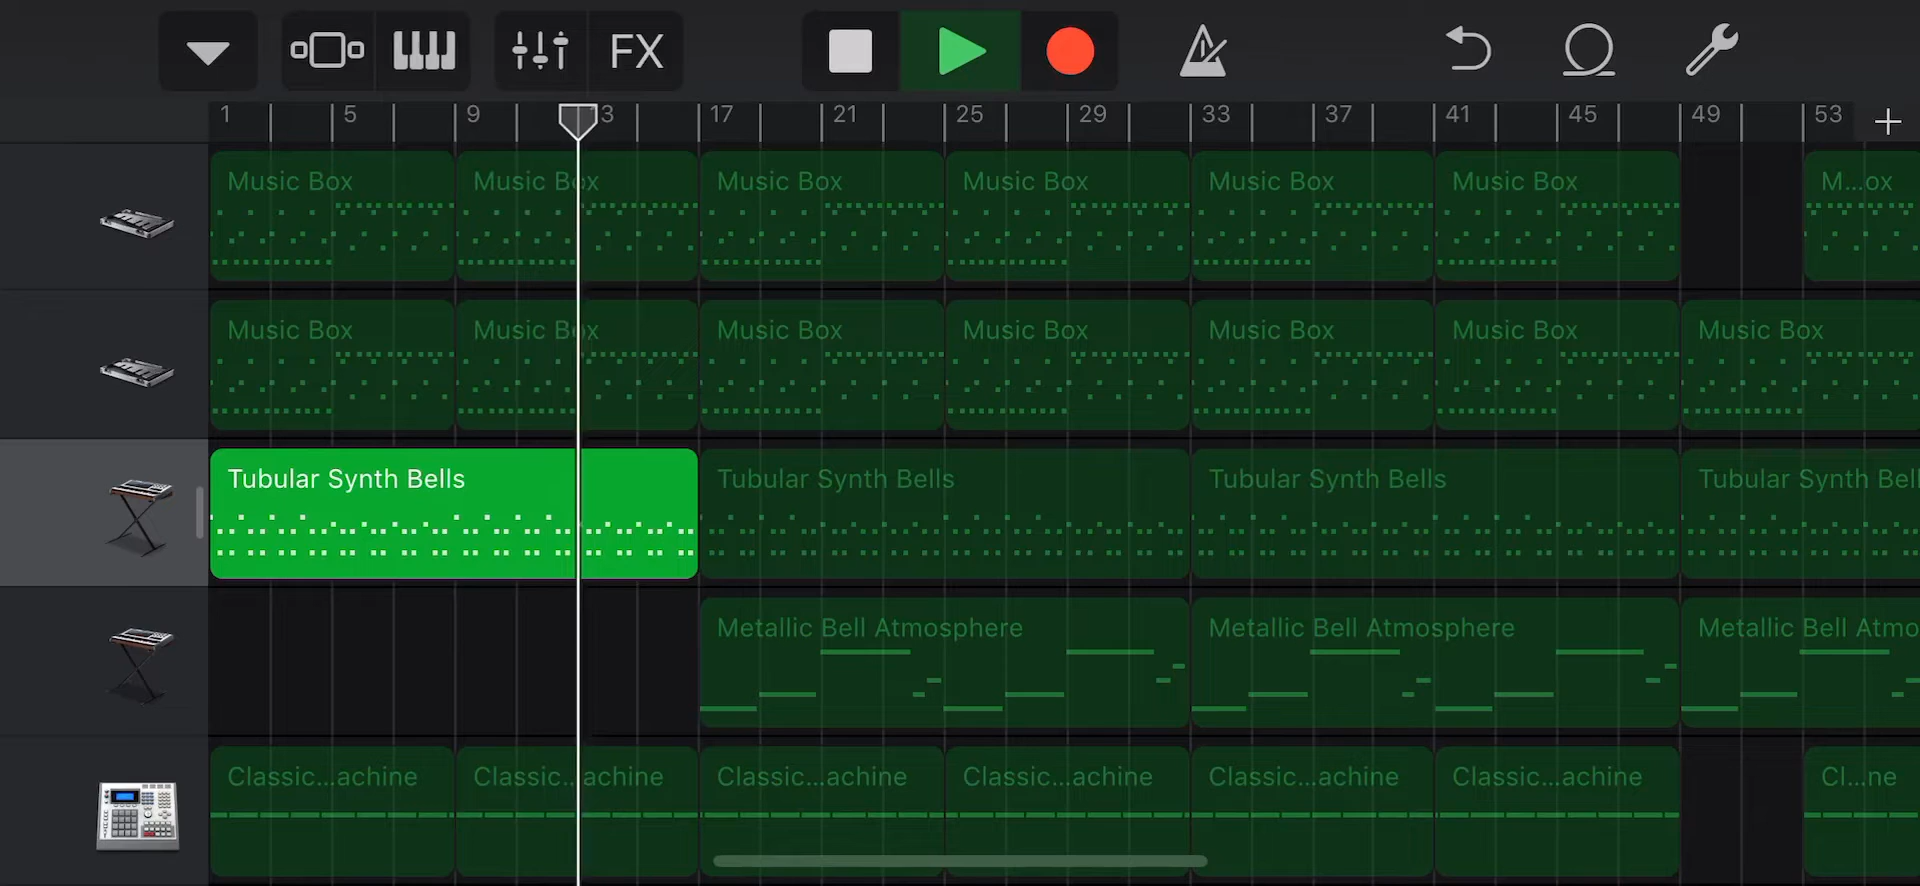 FX
1 5 9 3 17 21 25 29 33 37 41 45 49 53
Music Box Music Box Music Box Music Box Music Box Music Box M...ox
Music Box Music Box Music Box Music Box Music Box Music Box Music Box
Tubular Synth Bells Tubular Synth Bells Tubular Synth Bells Tubular Synth Bell
Metallic Bell Atmosphere Metallic Bell Atmosphere Metallic Bell Atmo
Classic...achine Classic...achine Classic...achine Classic...achine Classic...achine Classic...achine Cl...ne